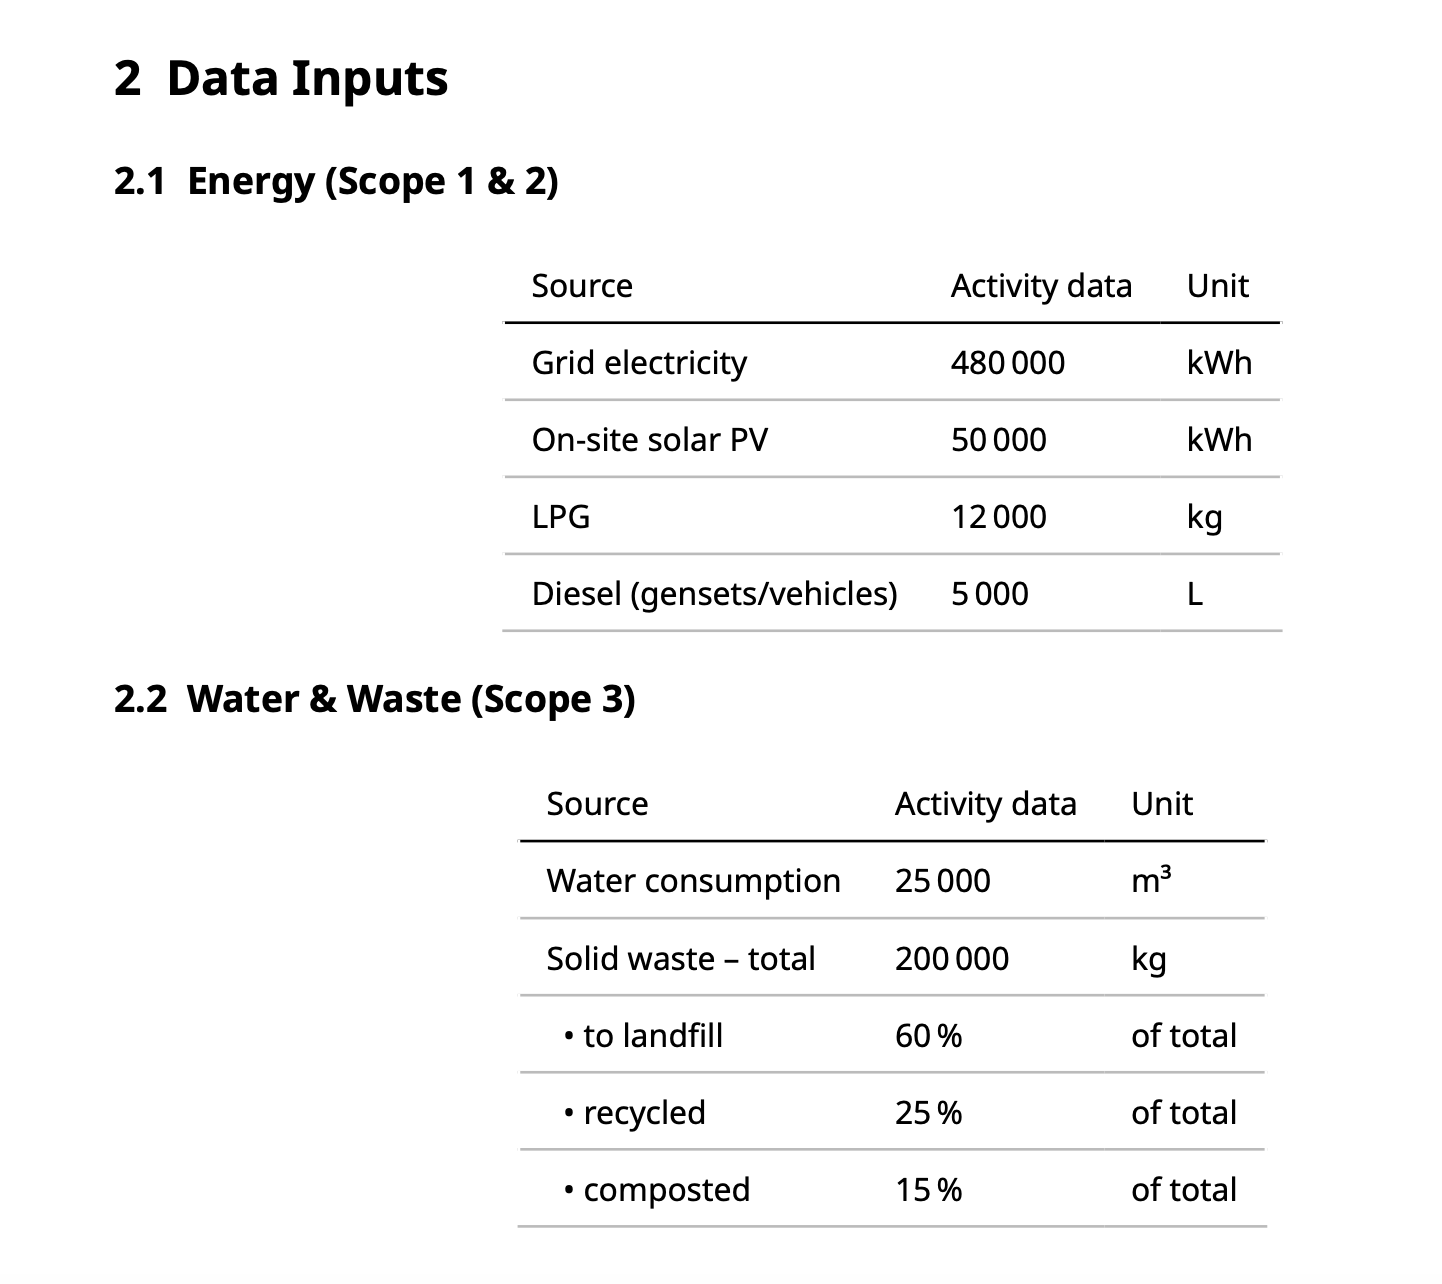 2 Data Inputs
2.1 Energy (Scope 1 & 2)
Source Activity data Unit
Grid electricity 480 000 kWh
On-site solar PV 50 000 kWh
LPG 12 000 kg
Diesel (gensets/vehicles) 5 000 L
2.2 Water & Waste (Scope 3)
Source Activity data Unit
Water consumption 25 000 m³
Solid waste – total 200 000 kg
• to landfill 60 % of total
• recycled 25 % of total
• composted 15 % of total